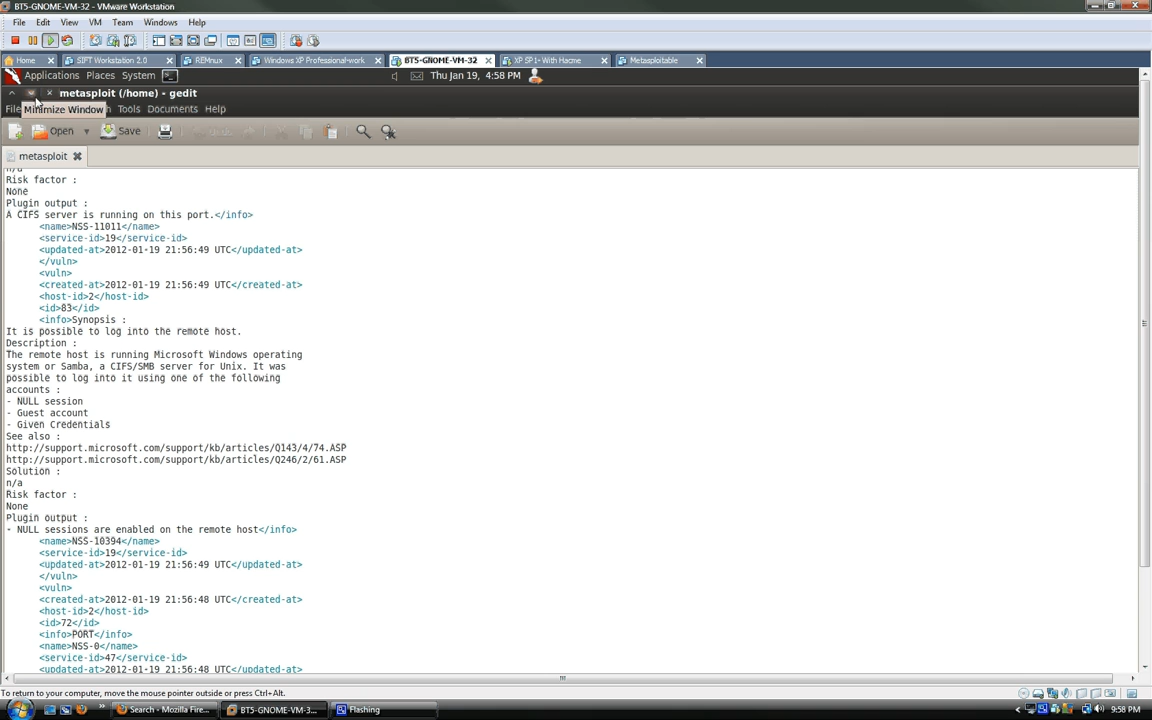 BT5-GNOME-VM-32 - VMware Workstation
File Edit View VM Team Windows Help
Home SIFT Workstation 2.0 REMnux Windows XP Professional-work BT5-GNOME-VM-32 XP SP1- With Hacme Metasploitable
Applications Places System Thu Jan 19, 4:58 PM
metasploit (/home) - gedit
File Minimize Window Tools Documents Help
Open Save Undo
metasploit
n/a
Risk factor :
None
Plugin output :
A CIFS server is running on this port.</info>
<name>NSS-11011</name>
<service-id>19</service-id>
<updated-at>2012-01-19 21:56:49 UTC</updated-at>
</vuln>
<vuln>
<created-at>2012-01-19 21:56:49 UTC</created-at>
<host-id>2</host-id>
<id>83</id>
<info>Synopsis :
It is possible to log into the remote host.
Description :
The remote host is running Microsoft Windows operating
system or Samba, a CIFS/SMB server for Unix. It was
possible to log into it using one of the following
accounts :
- NULL session
- Guest account
- Given Credentials
See also :
http://support.microsoft.com/support/kb/articles/Q143/4/74.ASP
http://support.microsoft.com/support/kb/articles/Q246/2/61.ASP
Solution :
n/a
Risk factor :
None
Plugin output :
- NULL sessions are enabled on the remote host</info>
<name>NSS-10394</name>
<service-id>19</service-id>
<updated-at>2012-01-19 21:56:49 UTC</updated-at>
</vuln>
<vuln>
<created-at>2012-01-19 21:56:48 UTC</created-at>
<host-id>2</host-id>
<id>72</id>
<info>PORT</info>
<name>NSS-0</name>
<service-id>47</service-id>
<updated-at>2012-01-19 21:56:48 UTC</updated-at>
To return to your computer, move the mouse pointer outside or press Ctrl+Alt.
Search - Mozilla Fire... BT5-GNOME-VM-3... Flashing 9:58 PM